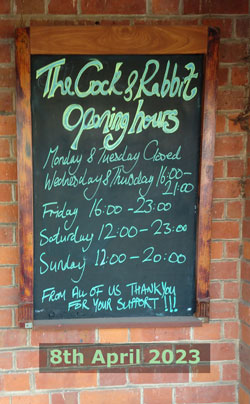 The Cock & Rabbit
Opening hours
Monday & Tuesday Closed
Wednesday & Thursday 16:00-
21:00
Friday 16:00-23:00
Saturday 12:00-23:00
Sunday 12:00-20:00
FROM ALL OF US THANK YOU
FOR YOUR SUPPORT !!!
8th April 2023